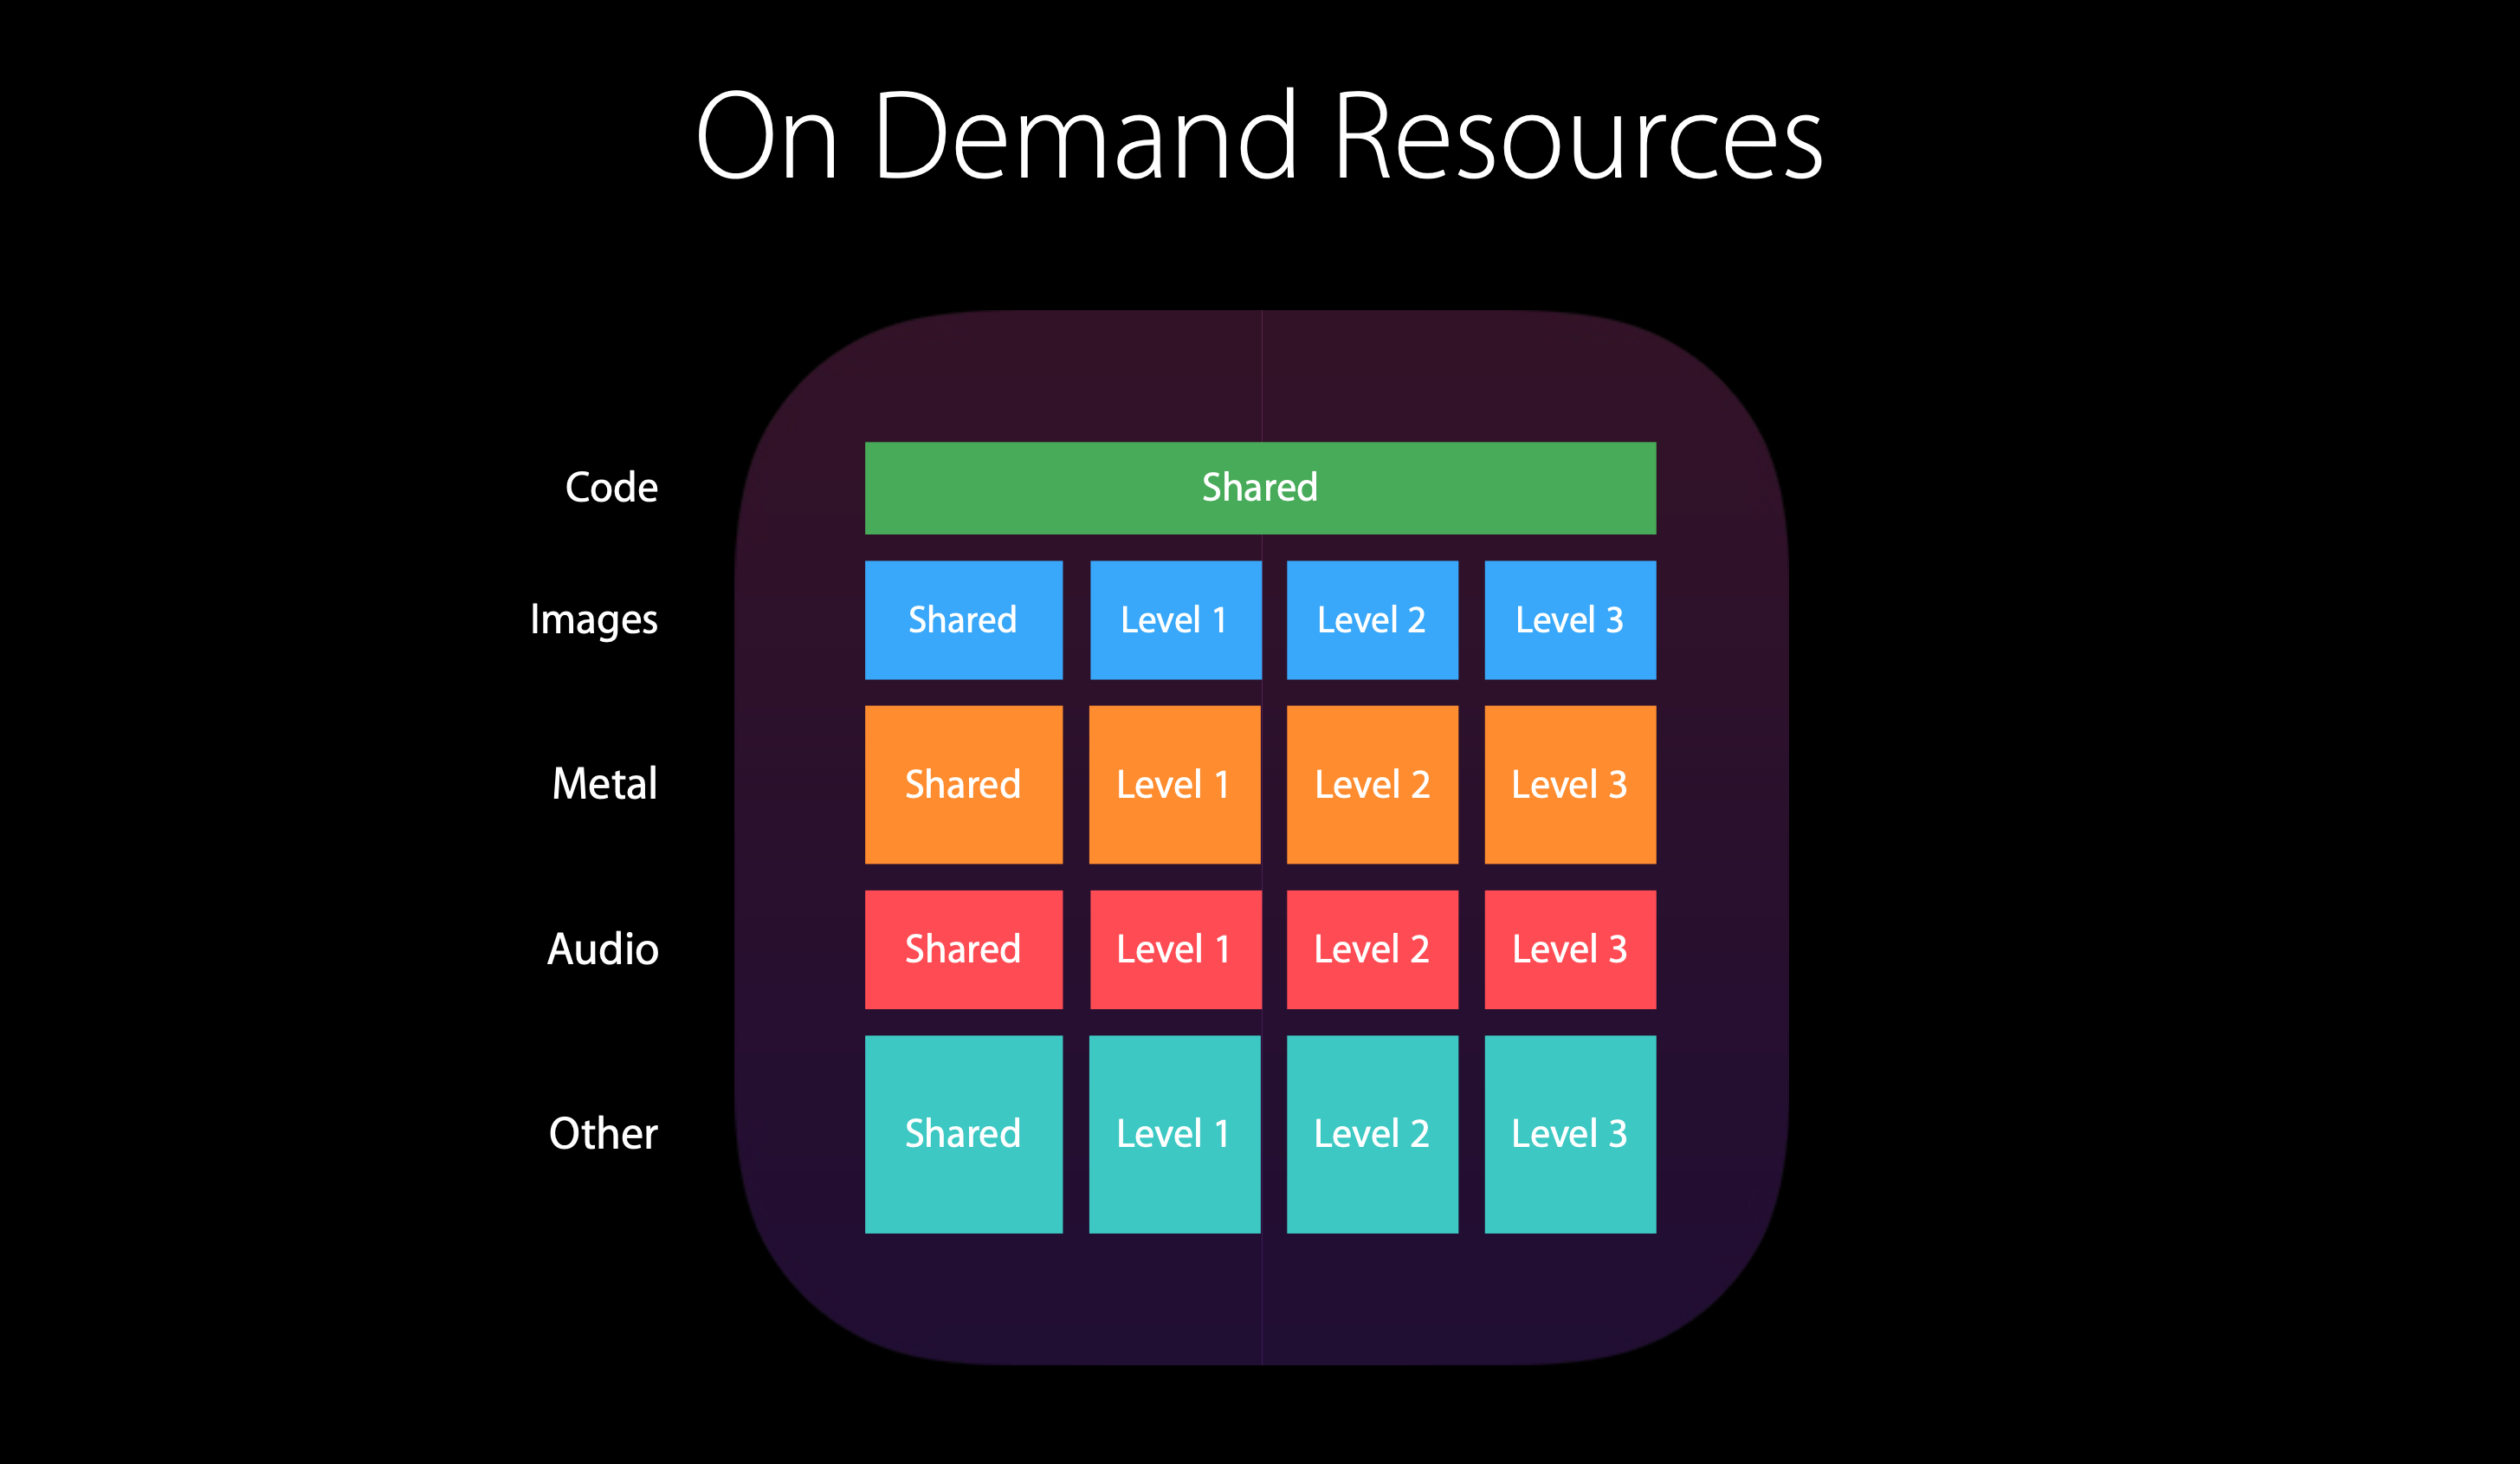 On Demand Resources
Code
Shared
Images
Shared
Level 1
Level 2
Level 3
Metal
Shared
Level 1
Level 2
Level 3
Audio
Shared
Level 1
Level 2
Level 3
Other
Shared
Level 1
Level 2
Level 3